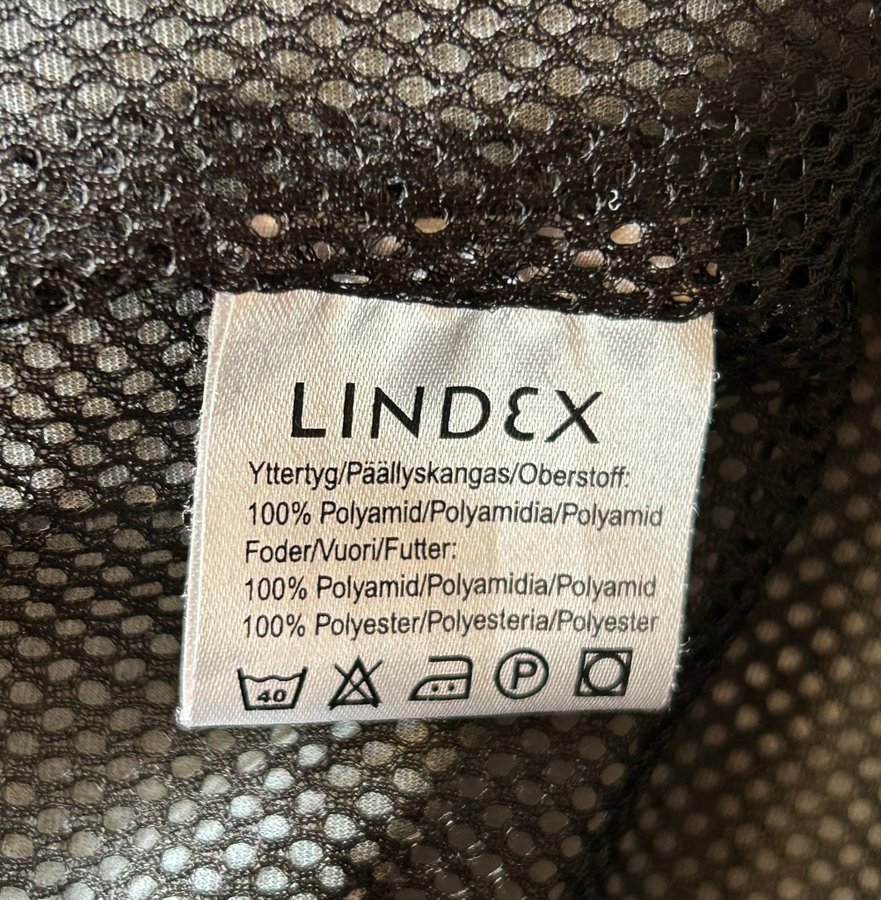 LINDEX
Yttertyg/Päällyskangas/Oberstoff:
100% Polyamid/Polyamidia/Polyamid
Foder/Vuori/Futter:
100% Polyamid/Polyamidia/Polyamid
100% Polyester/Polyesteria/Polyester
40 P